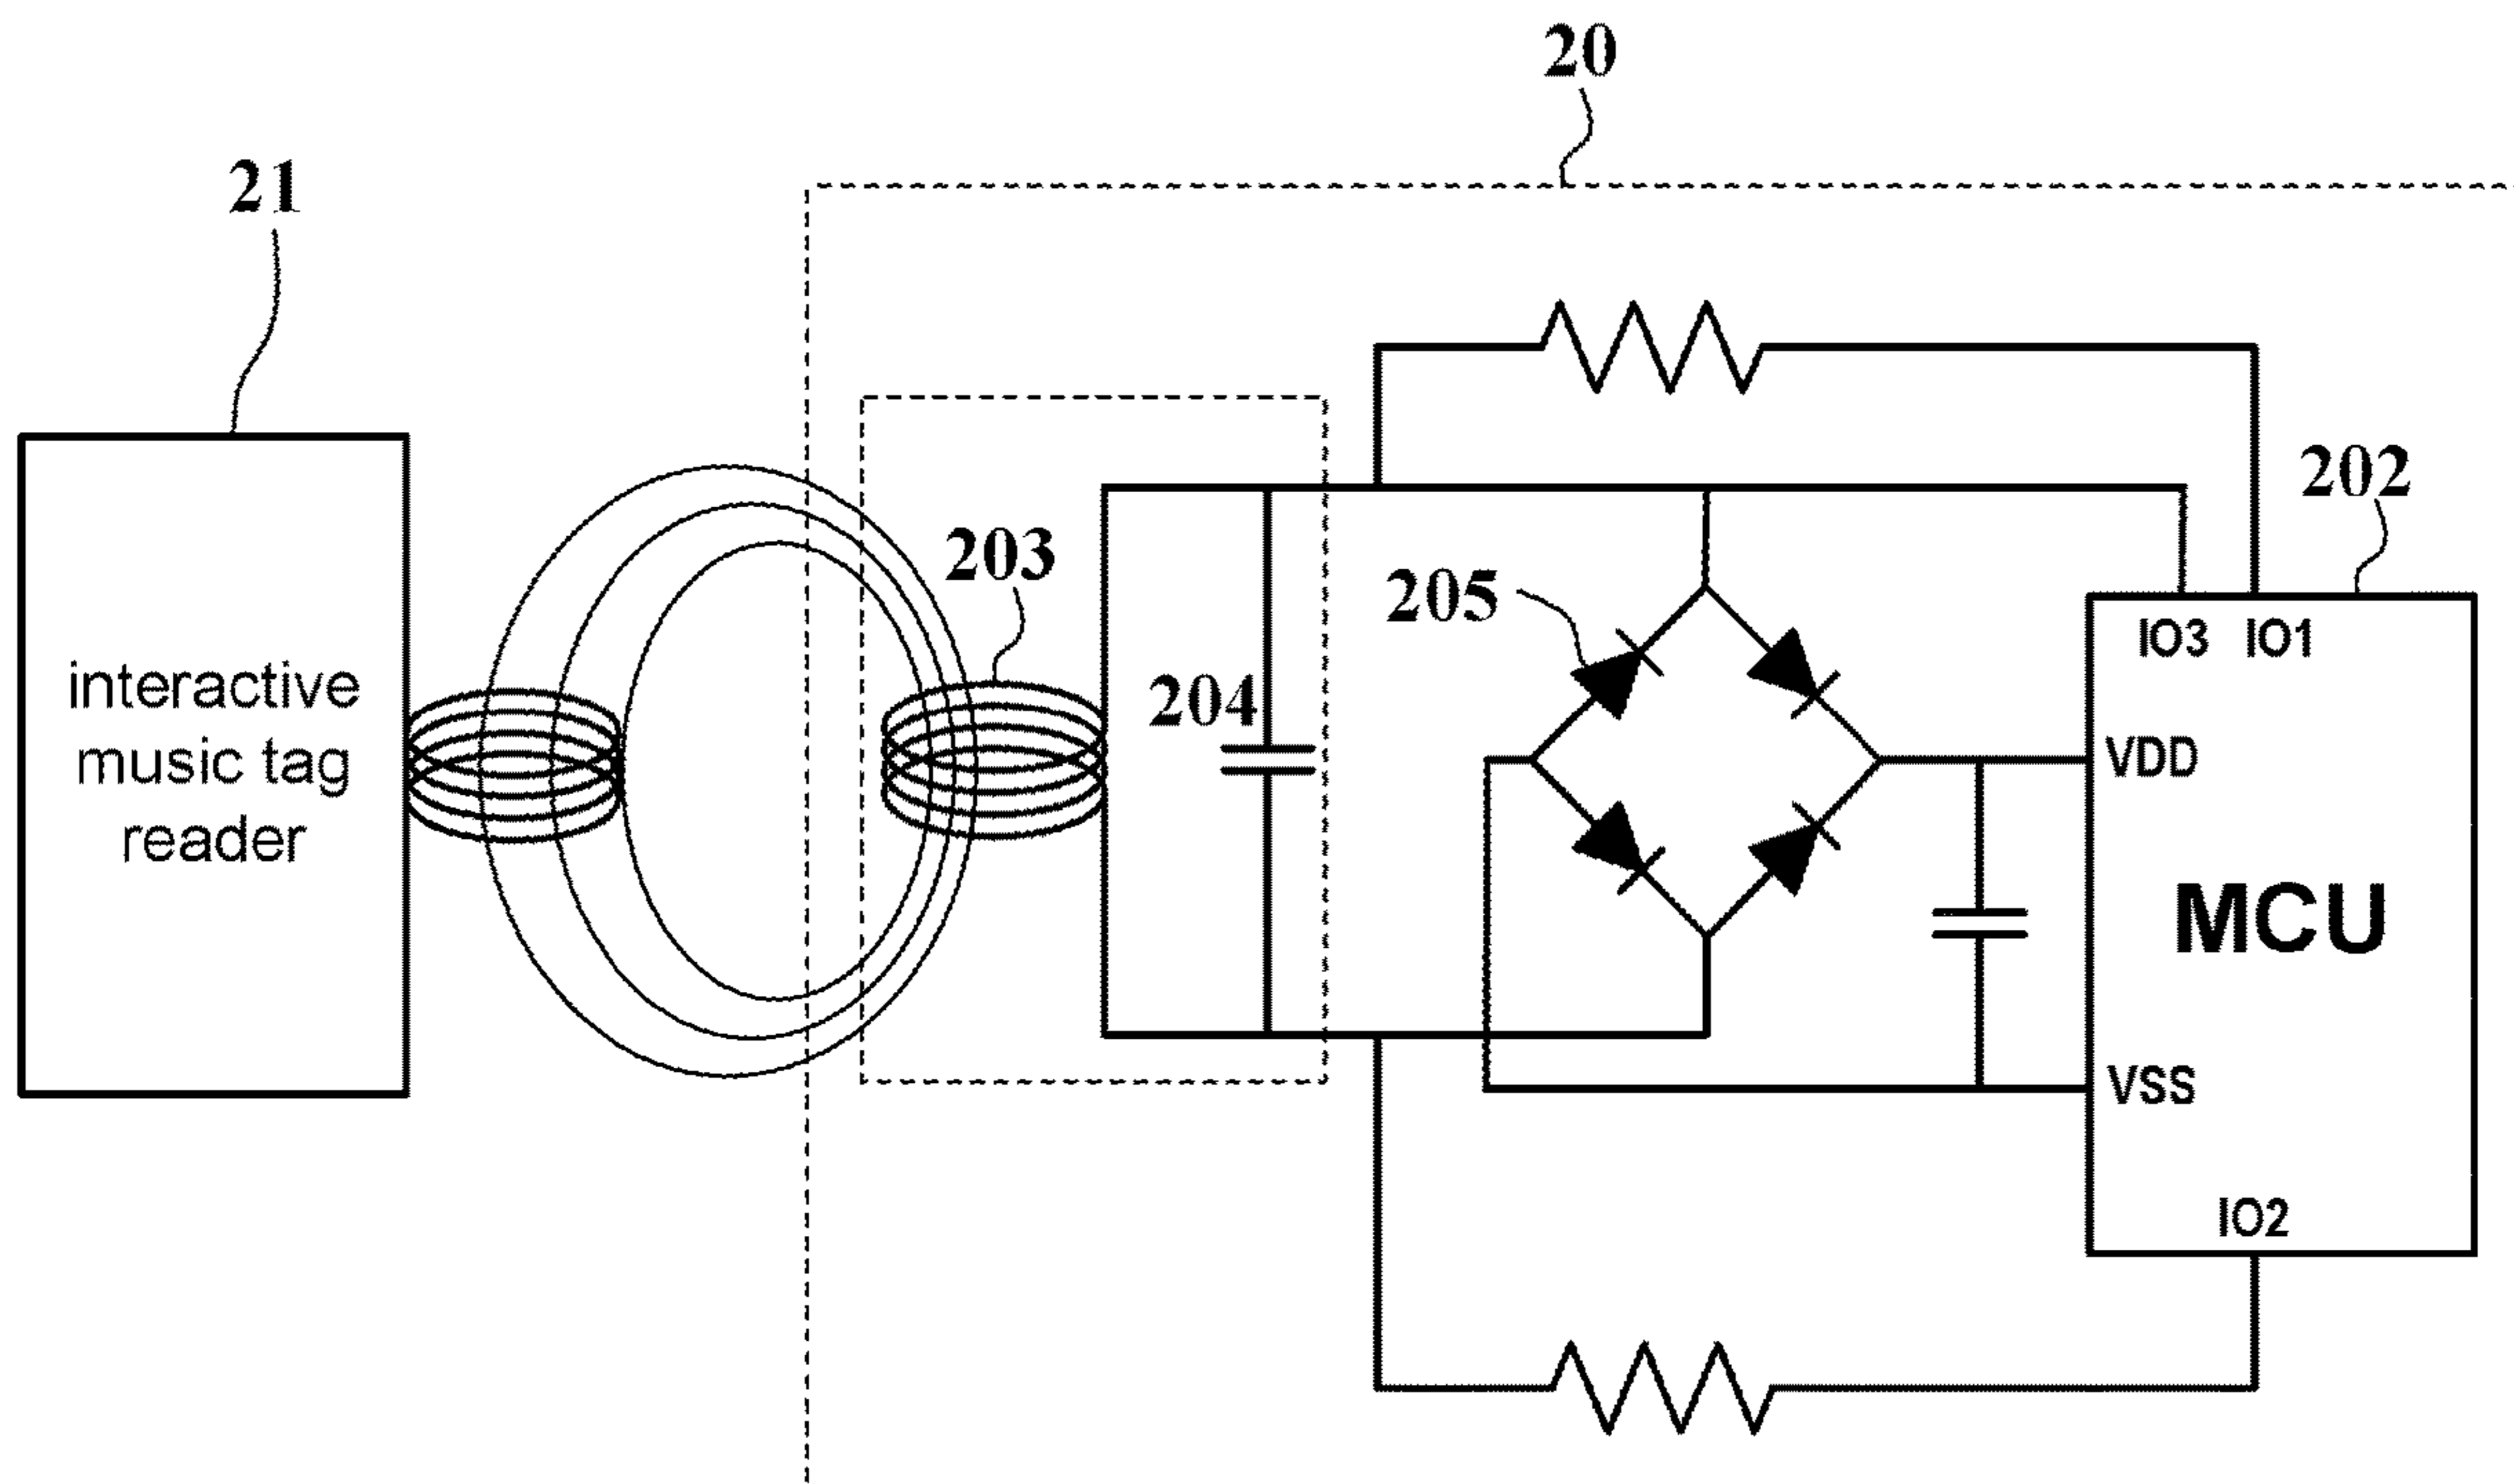 20
21
202
203
205
IO3 IO1
204
interactive
music tag
reader
VDD
MCU
VSS
IO2